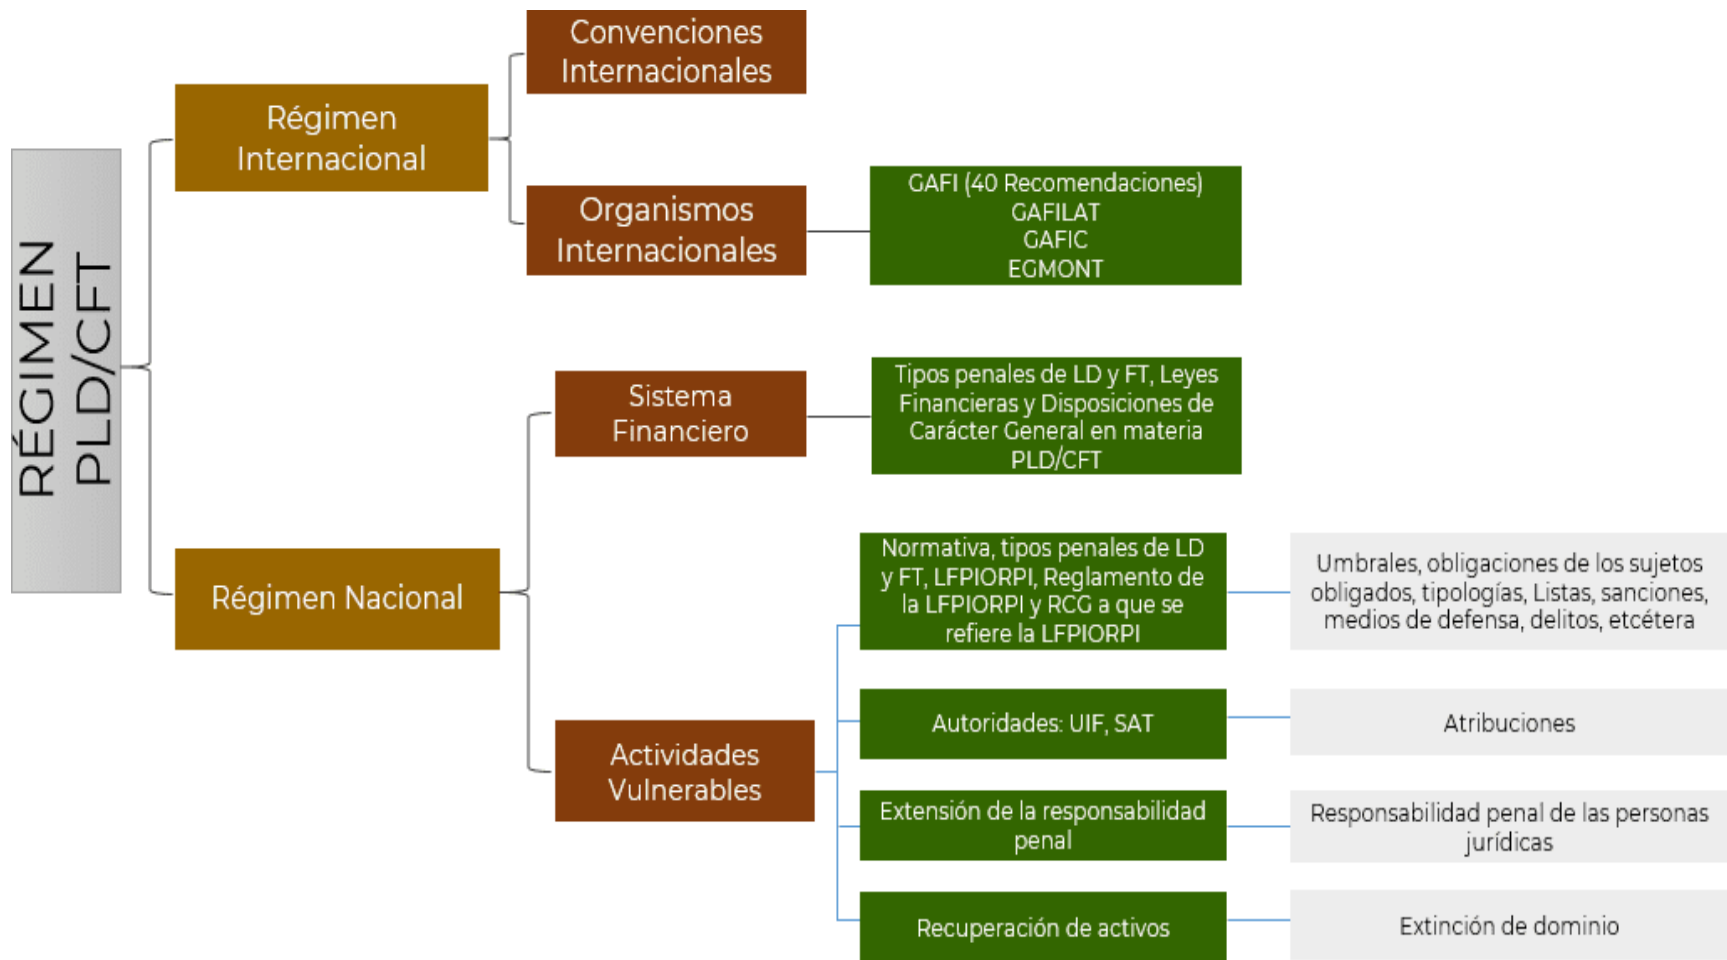 RÉGIMEN
PLD/CFT
Régimen
Internacional
Convenciones
Internacionales
Organismos
Internacionales
GAFI (40 Recomendaciones)
GAFILAT
GAFIC
EGMONT
Régimen Nacional
Sistema
Financiero
Tipos penales de LD y FT, Leyes
Financieras y Disposiciones de
Carácter General en materia
PLD/CFT
Actividades
Vulnerables
Normativa, tipos penales de LD
y FT, LFPIORPI, Reglamento de
la LFPIORPI y RCG a que se
refiere la LFPIORPI
Umbrales, obligaciones de los sujetos
obligados, tipologías, Listas, sanciones,
medios de defensa, delitos, etcétera
Autoridades: UIF, SAT
Atribuciones
Extensión de la responsabilidad
penal
Responsabilidad penal de las personas
jurídicas
Recuperación de activos
Extinción de dominio